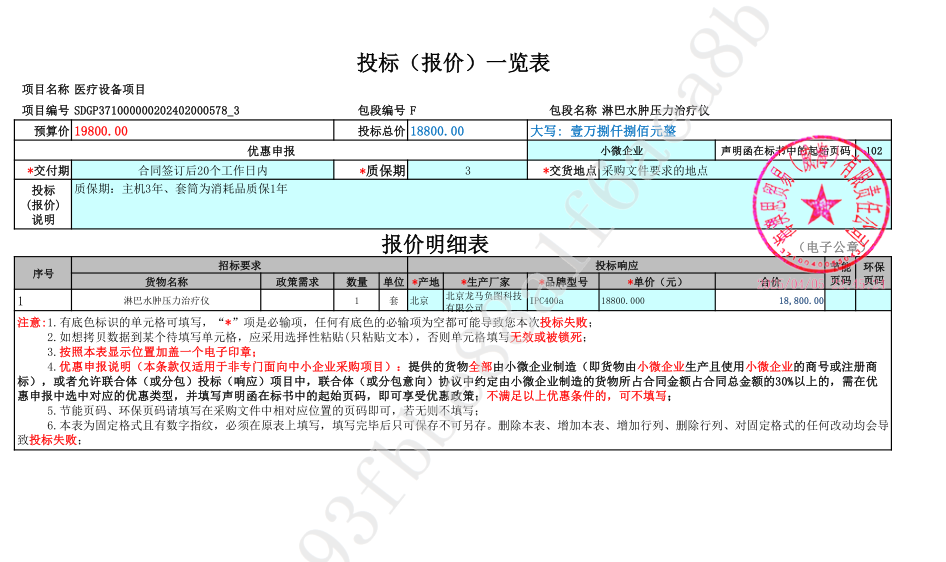 投标（报价）一览表
项目名称 医疗设备项目
项目编号 SDGP371000000202402000578_3 包段编号 F 包段名称 淋巴水肿压力治疗仪
预算价 19800.00 投标总价 18800.00 大写: 壹万捌仟捌佰元整
优惠申报 小微企业 声明函在标书中的起始页码 102
*交付期 合同签订后20个工作日内 *质保期 3 *交货地点 采购文件要求的地点
投标
(报价)
说明
质保期: 主机3年、套筒为消耗品质保1年
（电子公章）
报价明细表
序号 招标要求 投标响应 节能页码 环保页码
货物名称 政策需求 数量 单位 *产地 *生产厂家 *品牌型号 *单价（元） 合价
1 淋巴水肿压力治疗仪 1 套 北京 北京龙马负图科技有限公司 IPC400a 18800.000 18,800.00
注意:1.有底色标识的单元格可填写，“*”项是必输项，任何有底色的必输项为空都可能导致您本次投标失败;
2.如想拷贝数据到某个待填写单元格，应采用选择性粘贴(只粘贴文本），否则单元格填写无效或被锁死;
3.按照本表显示位置加盖一个电子印章;
4.优惠申报说明（本条款仅适用于非专门面向中小企业采购项目）: 提供的货物全部由小微企业制造（即货物由小微企业生产且使用小微企业的商号或注册商
标），或者允许联合体（或分包）投标（响应）项目中，联合体（或分包意向）协议中约定由小微企业制造的货物所占合同金额占合同总金额的30%以上的，需在优
惠申报中选中对应的优惠类型，并填写声明函在标书中的起始页码，即可享受优惠政策; 不满足以上优惠条件的，可不填写;
5.节能页码、环保页码请填写在采购文件中相对应位置的页码即可，若无则不填写;
6.本表为固定格式且有数字指纹，必须在原表上填写，填写完毕后只可保存不可另存。删除本表、增加本表、增加行列、删除行列、对固定格式的任何改动均会导
致投标失败;